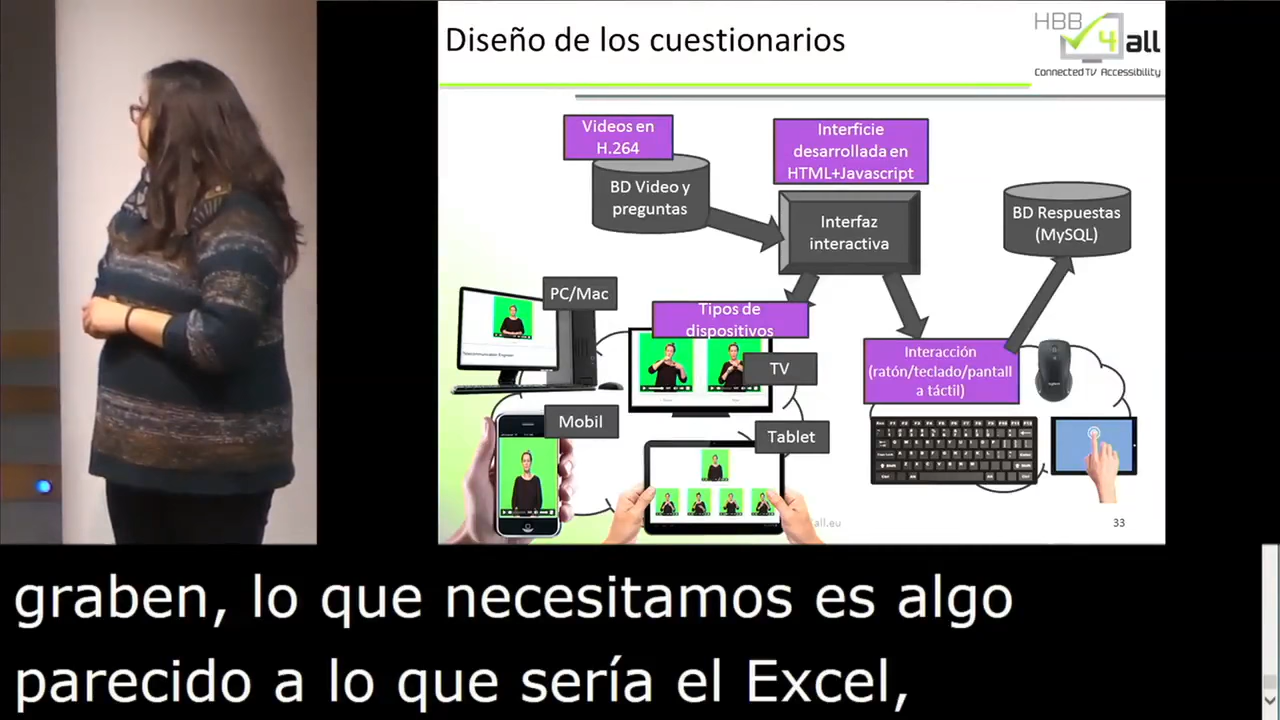 Diseño de los cuestionarios
HBB
4all
Connected TV Accessibility
Videos en
H.264
BD Video y
preguntas
Interficie
desarrollada en
HTML+Javascript
Interfaz
interactiva
BD Respuestas
(MySQL)
PC/Mac
Tipos de
dispositivos
TV
Mobil
Tablet
Interacción
(ratón/teclado/pantall
a táctil)
all.eu
33
graben, lo que necesitamos es algo
parecido a lo que sería el Excel,